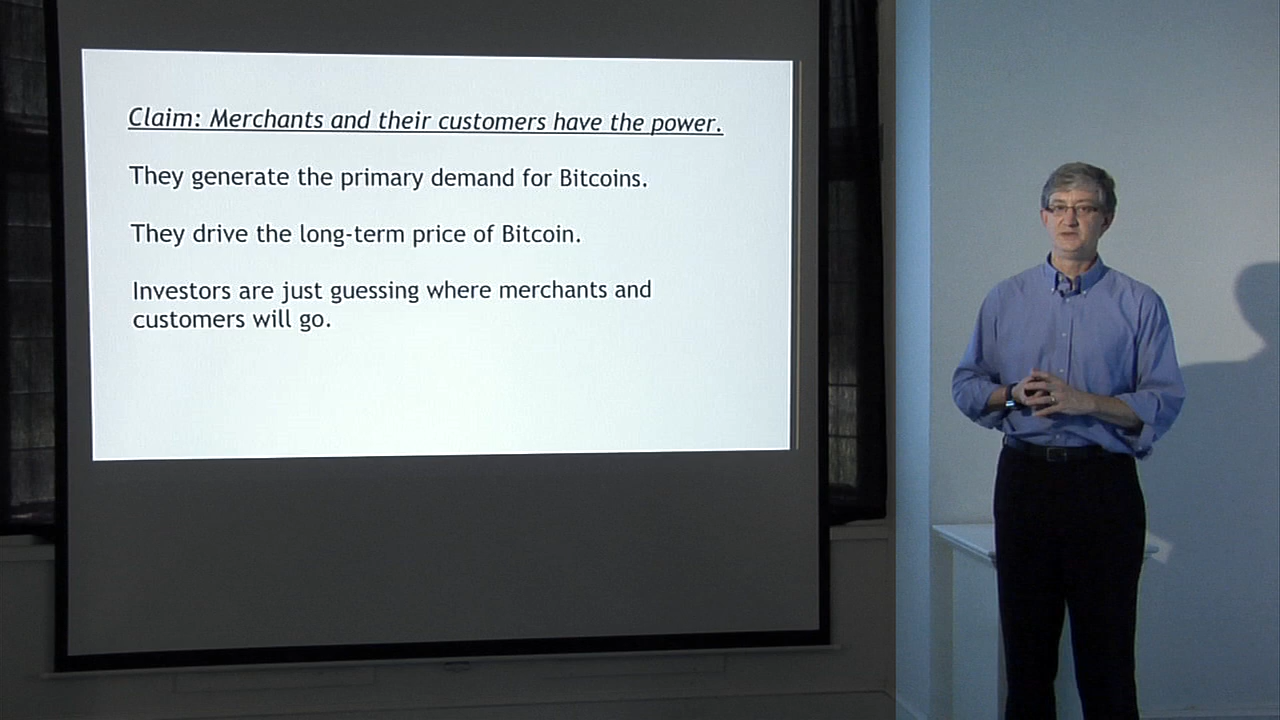 Claim: Merchants and their customers have the power.
They generate the primary demand for Bitcoins.
They drive the long-term price of Bitcoin.
Investors are just guessing where merchants and
customers will go.